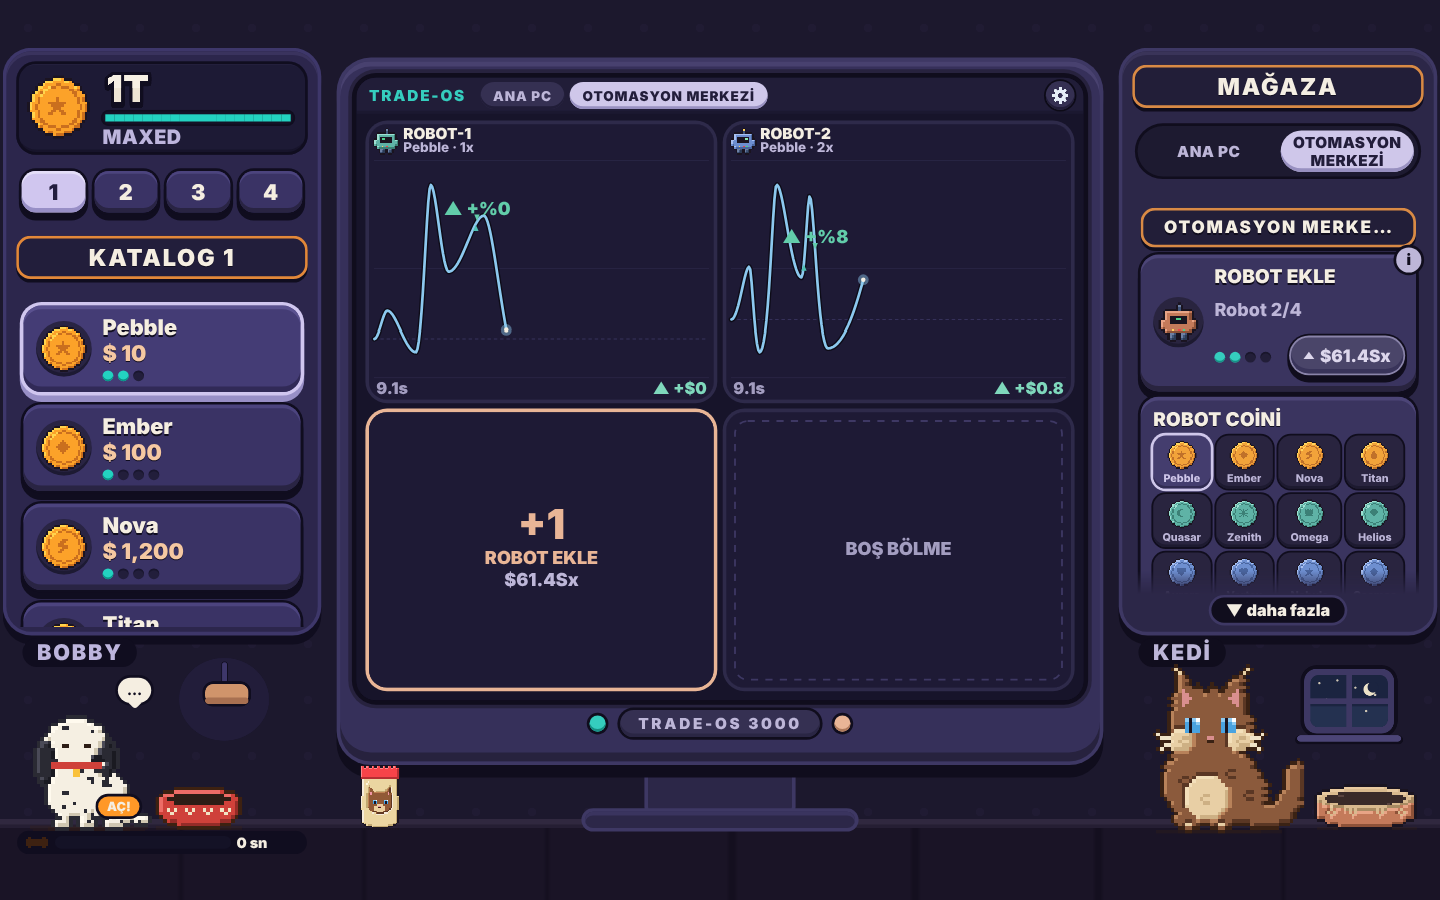 1T
MAXED
1 2 3 4
KATALOG 1
Pebble
$ 10
Ember
$ 100
Nova
$ 1,200
Titan
BOBBY
...
AÇ!
0 sn
TRADE-OS ANA PC OTOMASYON MERKEZİ
ROBOT-1
Pebble · 1x
+%0
9.1s +$0
ROBOT-2
Pebble · 2x
+%8
9.1s +$0.8
+1
ROBOT EKLE
$61.4Sx
BOŞ BÖLME
TRADE-OS 3000
MAĞAZA
ANA PC
OTOMASYON
MERKEZİ
OTOMASYON MERKE...
i
ROBOT EKLE
Robot 2/4
$61.4Sx
ROBOT COİNİ
Pebble Ember Nova Titan
Quasar Zenith Omega Helios
▼ daha fazla
KEDİ